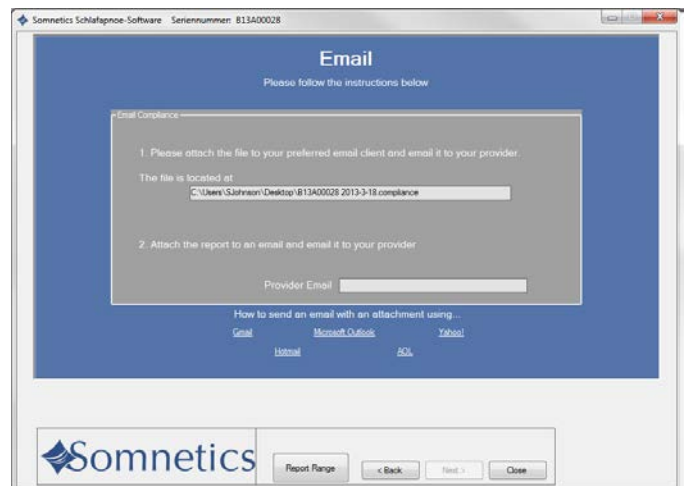 Somnetics Schlafapnoe-Software Seriennummer: B13A00028
Email
Please follow the instructions below
Email Compliance
1. Please attach the file to your preferred email client and email it to your provider.
The file is located at
C:\Users\SJohnson\Desktop\B13A00028 2013-3-18.compliance
2. Attach the report to an email and email it to your provider
Provider Email
How to send an email with an attachment using...
Gmail Microsoft Outlook Yahoo!
Hotmail AOL
Somnetics
Report Range < Back Next > Close